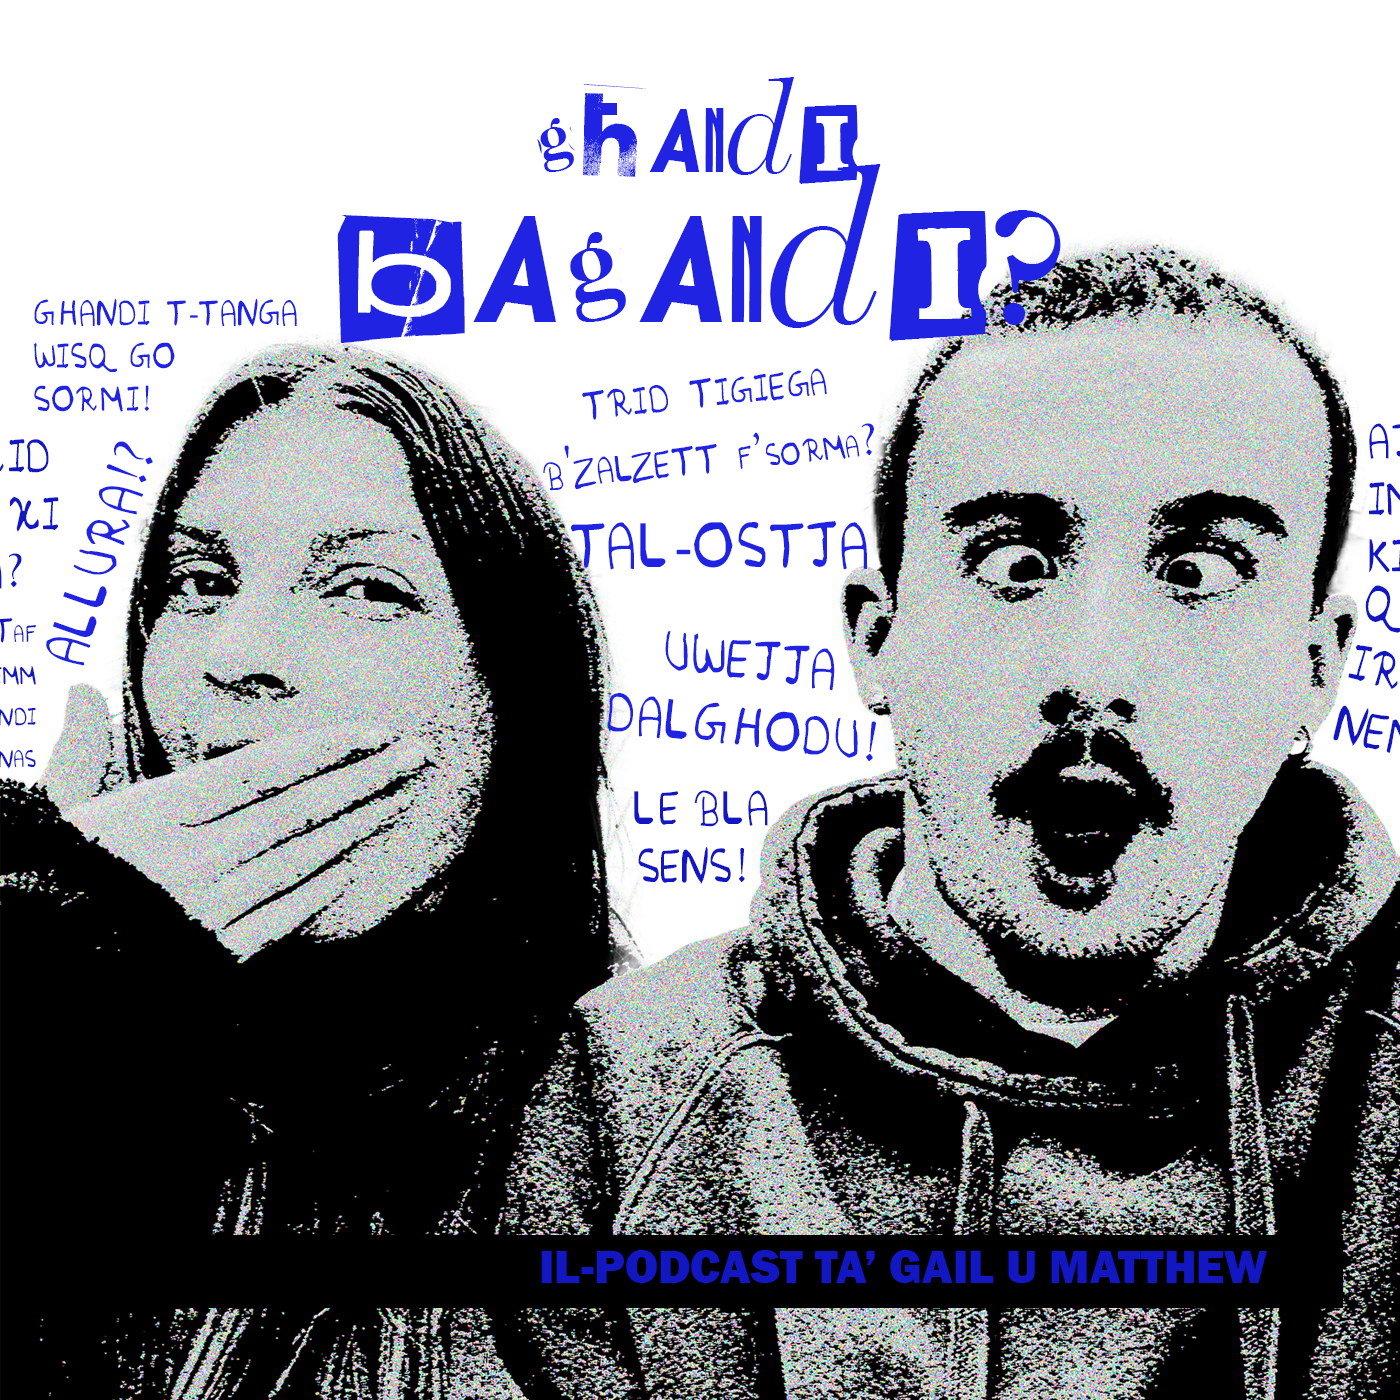 għANdI
bAgANdI?
GHANDI T-TANGA
WISQ GO
SORMI!
ALLURA!?
TRID TIGIEGA
B'ZALZETT F'SORMA?
TAL-OSTJA
UWEJJA
DALGHODU!
LE BLA
SENS!
IL-PODCAST TA' GAIL U MATTHEW